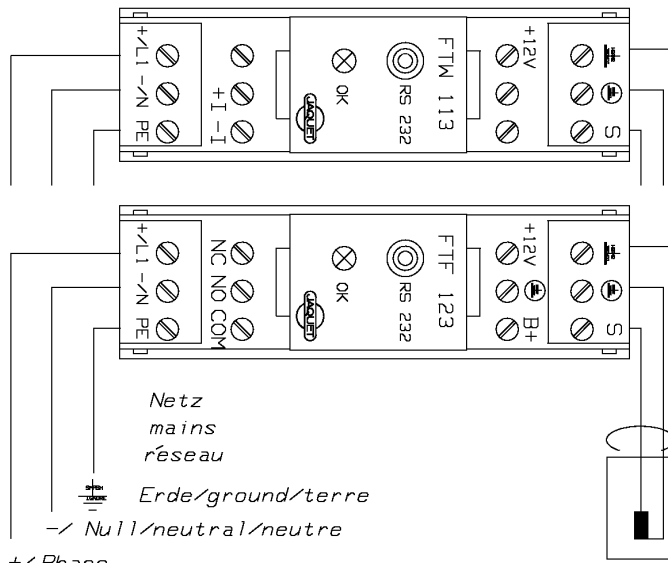 +/L1
-/N
PE
+I -I
OK
JAQUET
RS 232
FTW 113
+12V
S
+/L1
-/N
PE
NC NO COM
OK
JAQUET
RS 232
FTF 123
+12V
B+
S
Netz
mains
réseau
Erde/ground/terre
-/ Null/neutral/neutre
+/ Phase